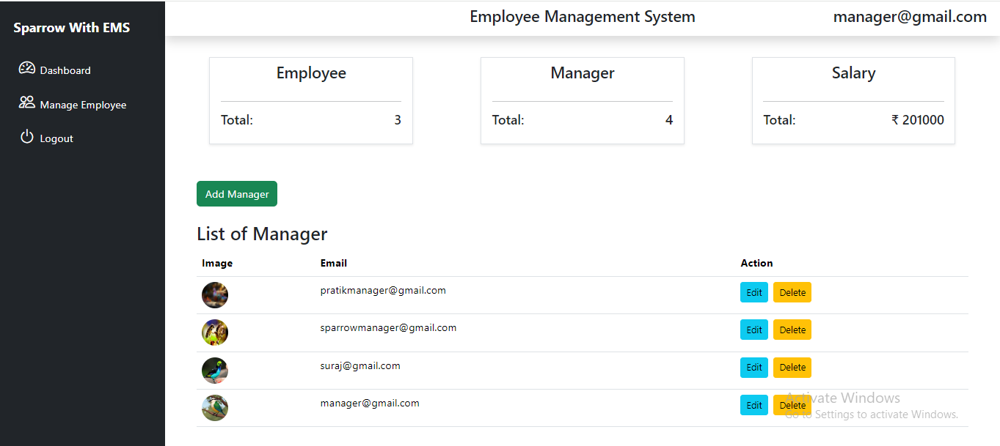 Sparrow With EMS
Dashboard
Manage Employee
Logout
Employee Management System
manager@gmail.com
Employee
Total: 3
Manager
Total: 4
Salary
Total: ₹ 201000
Add Manager
List of Manager
Image Email Action
pratikmanager@gmail.com Edit Delete
sparrowmanager@gmail.com Edit Delete
suraj@gmail.com Edit Delete
manager@gmail.com Edit Delete
Activate Windows
Go to Settings to activate Windows.